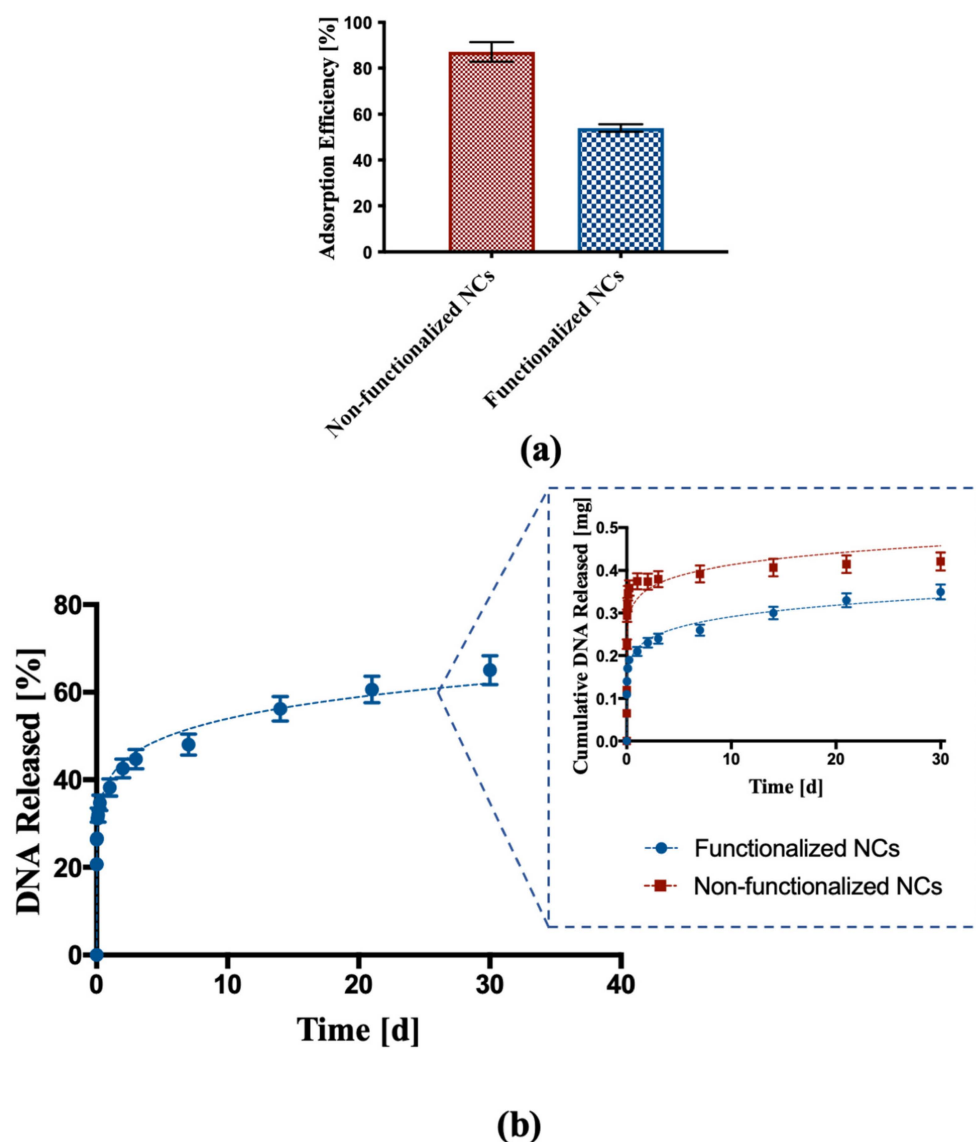 Adsorption Efficiency [%]
100
80
60
40
20
0
Non-functionalized NCs
Functionalized NCs
(a)
DNA Released [%]
80
60
40
20
0
0 10 20 30 40
Time [d]
Cumulative DNA Released [mg]
0.5
0.4
0.3
0.2
0.1
0.0
0 10 20 30
Time [d]
Functionalized NCs
Non-functionalized NCs
(b)